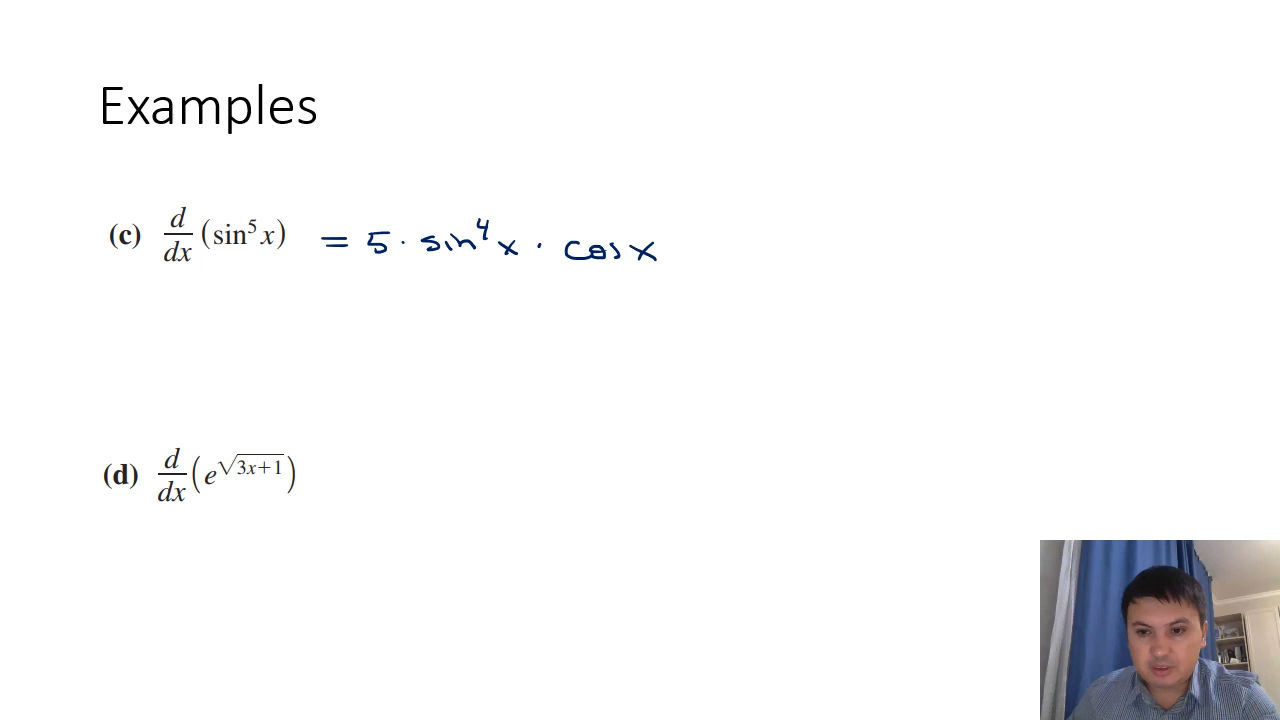 Examples
(c) d/dx (sin⁵ x) = 5 · sin⁴ x · cos x
(d) d/dx (e^√(3x+1))